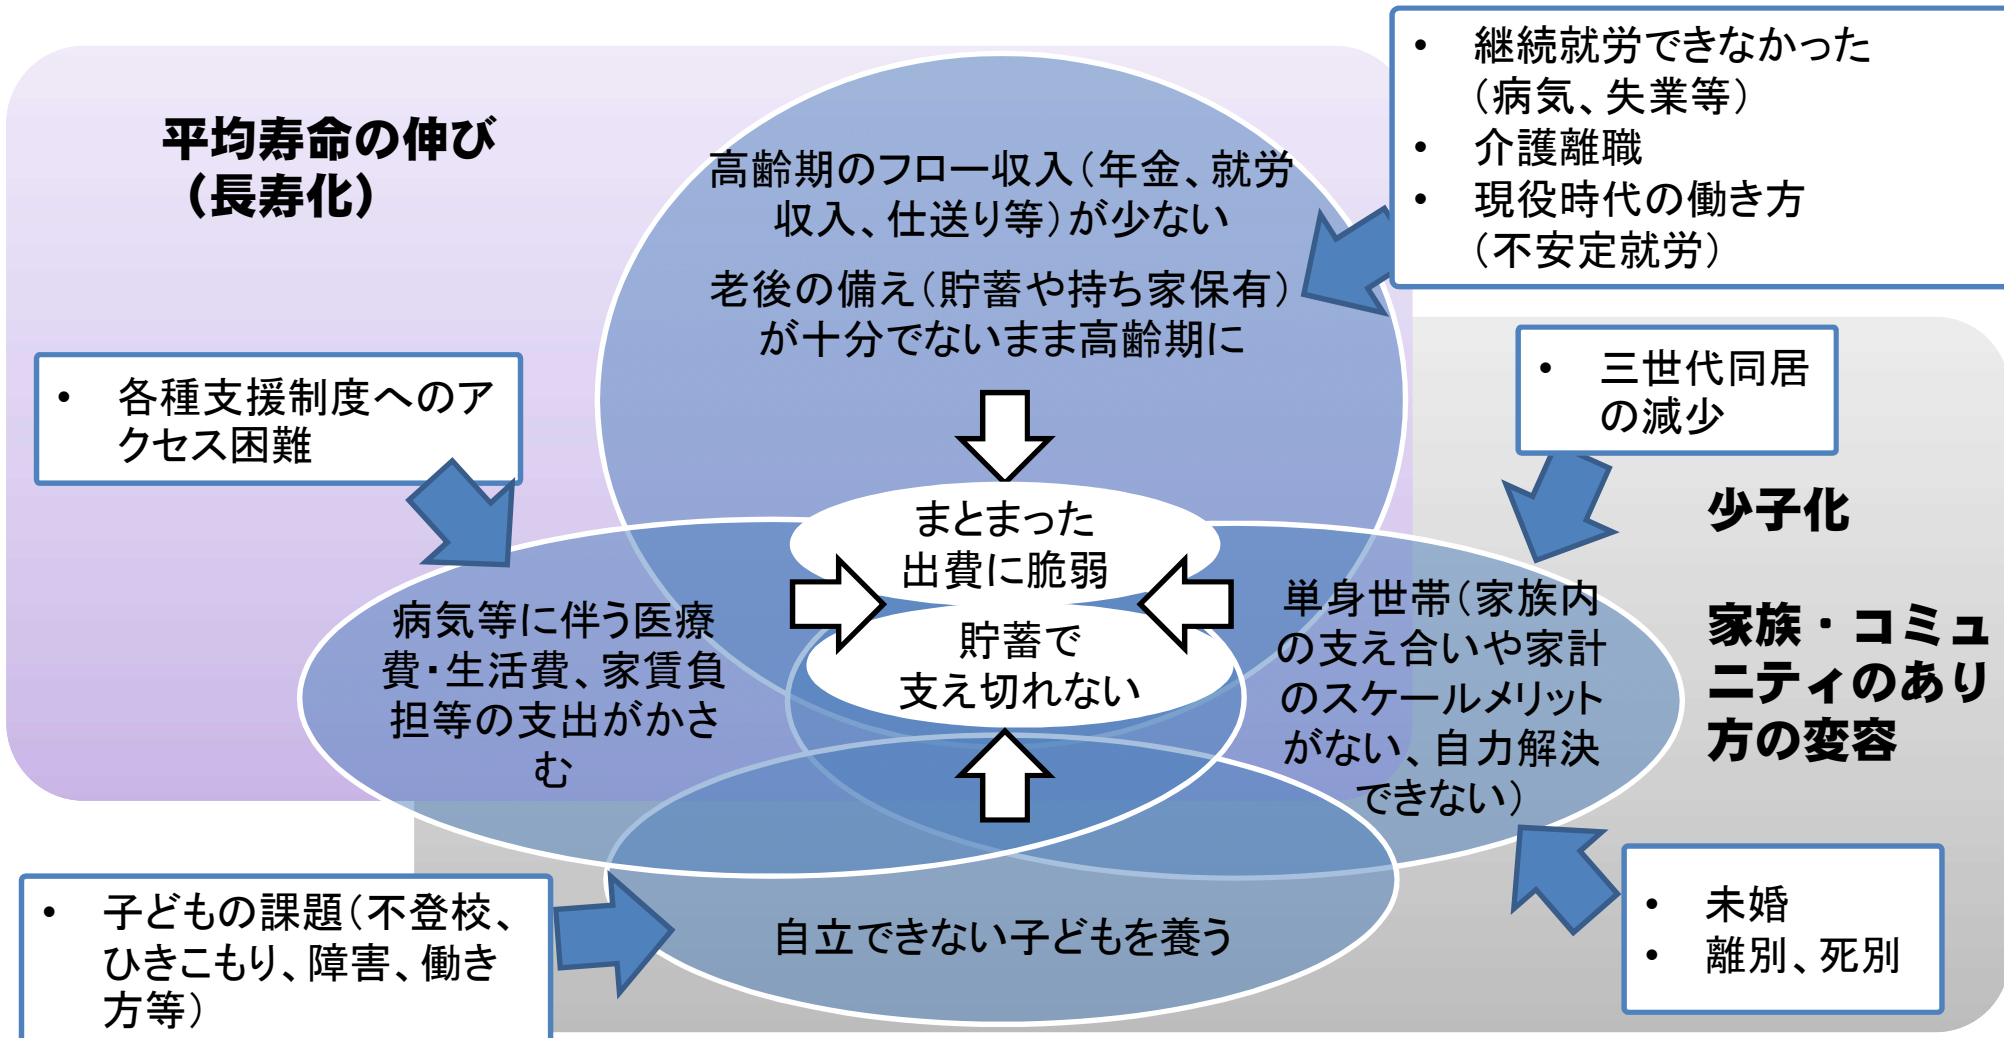 平均寿命の�び
（長寿化）
高齢期のフロー収入（年金、就労
収入、仕送り等）が少ない
老後の備え（貯蓄や持ち家保有）
が十分でないまま高齢期に
• 継続就労できなかった
（病気、失業等）
• 介護離職
• 現役時代の働き方
（不安定就労）
• 各種支援制度へのア
クセス困難
• 三世代同居
の減少
少子化
家族・コミュ
ニティのあり
方の変容
まとまった
出費に脆弱
貯蓄で
支え切れない
病気等に伴う医療
費・生活費、家賃負
担等の支出がかさ
む
単身世帯（家族内
の支え合いや家計
のスケールメリット
がない、自力解決
できない）
• 子どもの課題（不登校、
ひきこもり、障害、働き
方等）
自立できない子どもを養う
• 未婚
• 離別、死別